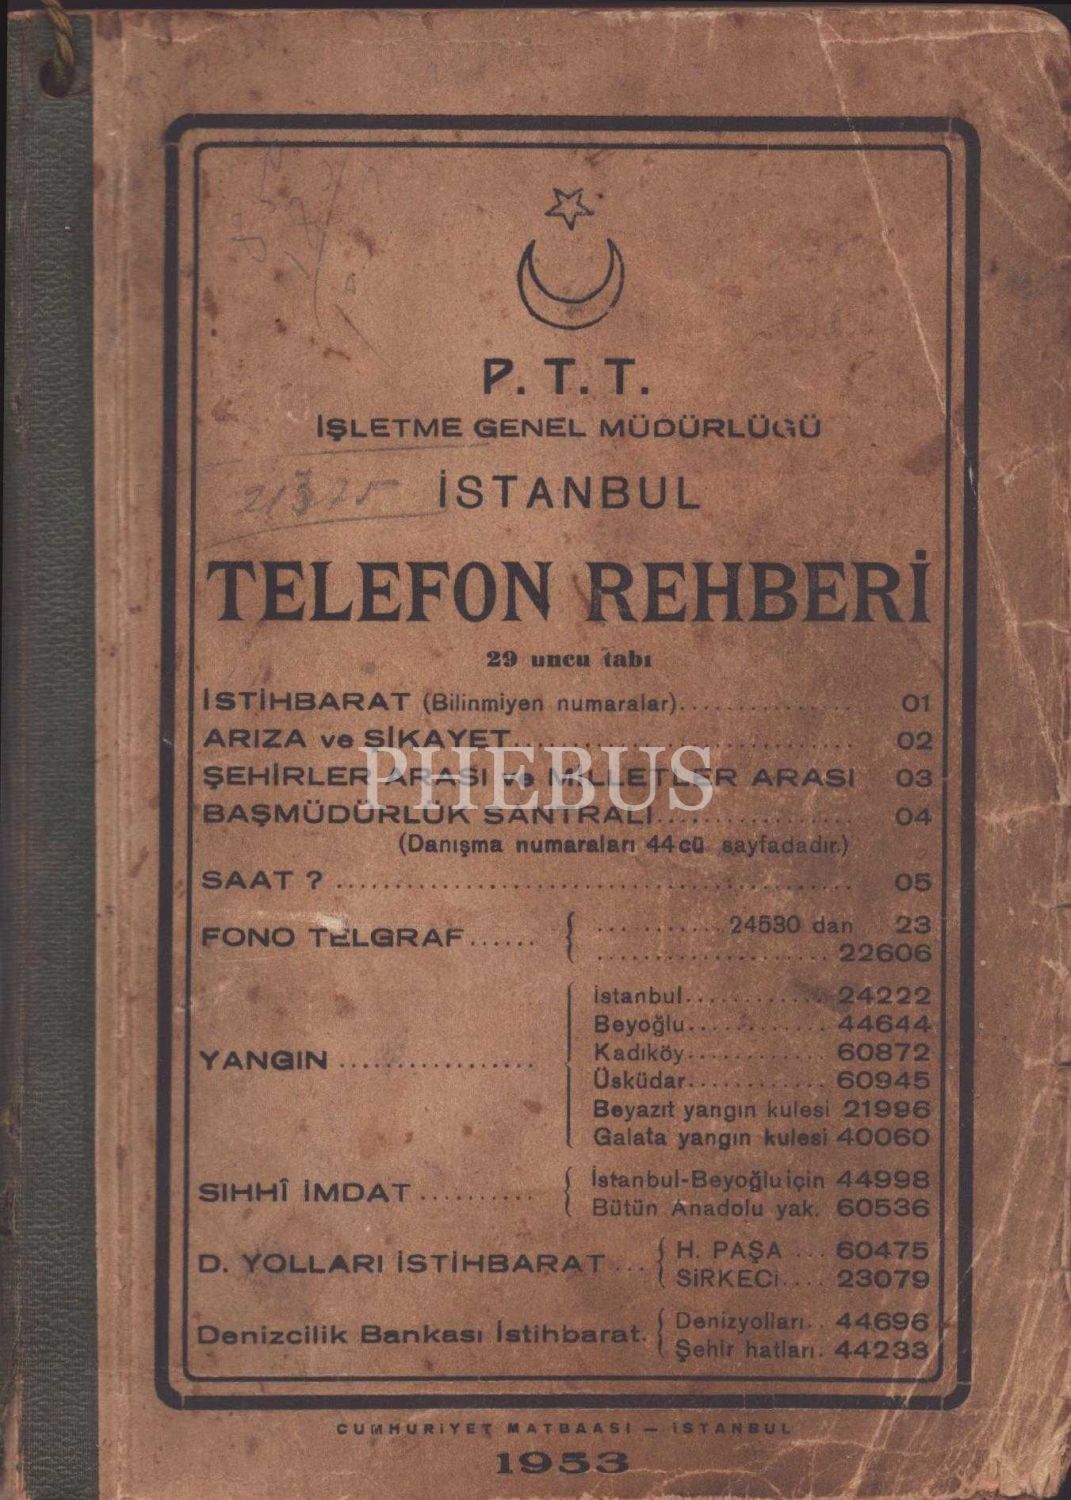 P. T. T.
İŞLETME GENEL MÜDÜRLÜĞÜ
21375
İSTANBUL
TELEFON REHBERİ
29 uncu tabı
İSTİHBARAT (Bilinmiyen numaralar).............. 01
ARIZA ve ŞİKAYET.............................. 02
PHEBUS
ŞEHİRLER ARASI ve MİLLETLER ARASI 03
BAŞMÜDÜRLÜK SANTRALI................. 04
(Danışma numaraları 44cü sayfadadır.)
SAAT ? ............................................. 05
FONO TELGRAF...... { ........... 24530 dan 23
.................... 22606
YANGIN ................. { İstanbul............ 24222
Beyoğlu............ 44644
Kadıköy............ 60872
Üsküdar............ 60945
Beyazıt yangın kulesi 21996
Galata yangın kulesi 40060
SIHHÎ İMDAT .......... { İstanbul-Beyoğlu için 44998
Bütün Anadolu yak. 60536
D. YOLLARI İSTİHBARAT ... { H. PAŞA ... 60475
SİRKECİ.... 23079
Denizcilik Bankası İstihbarat. { Denizyolları.. 44696
Şehir hatları. 44233
CUMHURİYET MATBAASI — İSTANBUL
1953